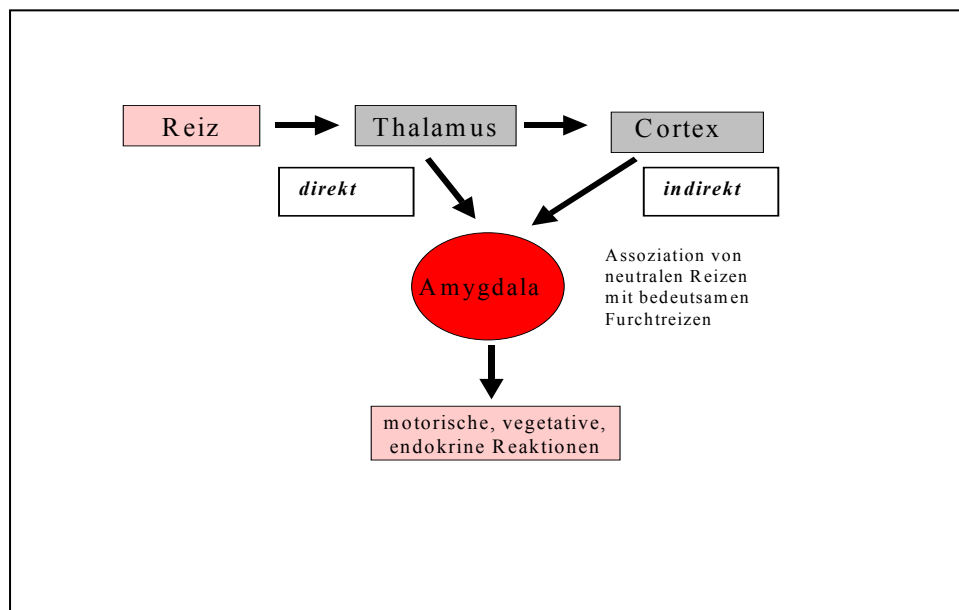 Reiz
Thalamus
Cortex
direkt
indirekt
Amygdala
Assoziation von
neutralen Reizen
mit bedeutsamen
Furchtreizen
motorische, vegetative,
endokrine Reaktionen